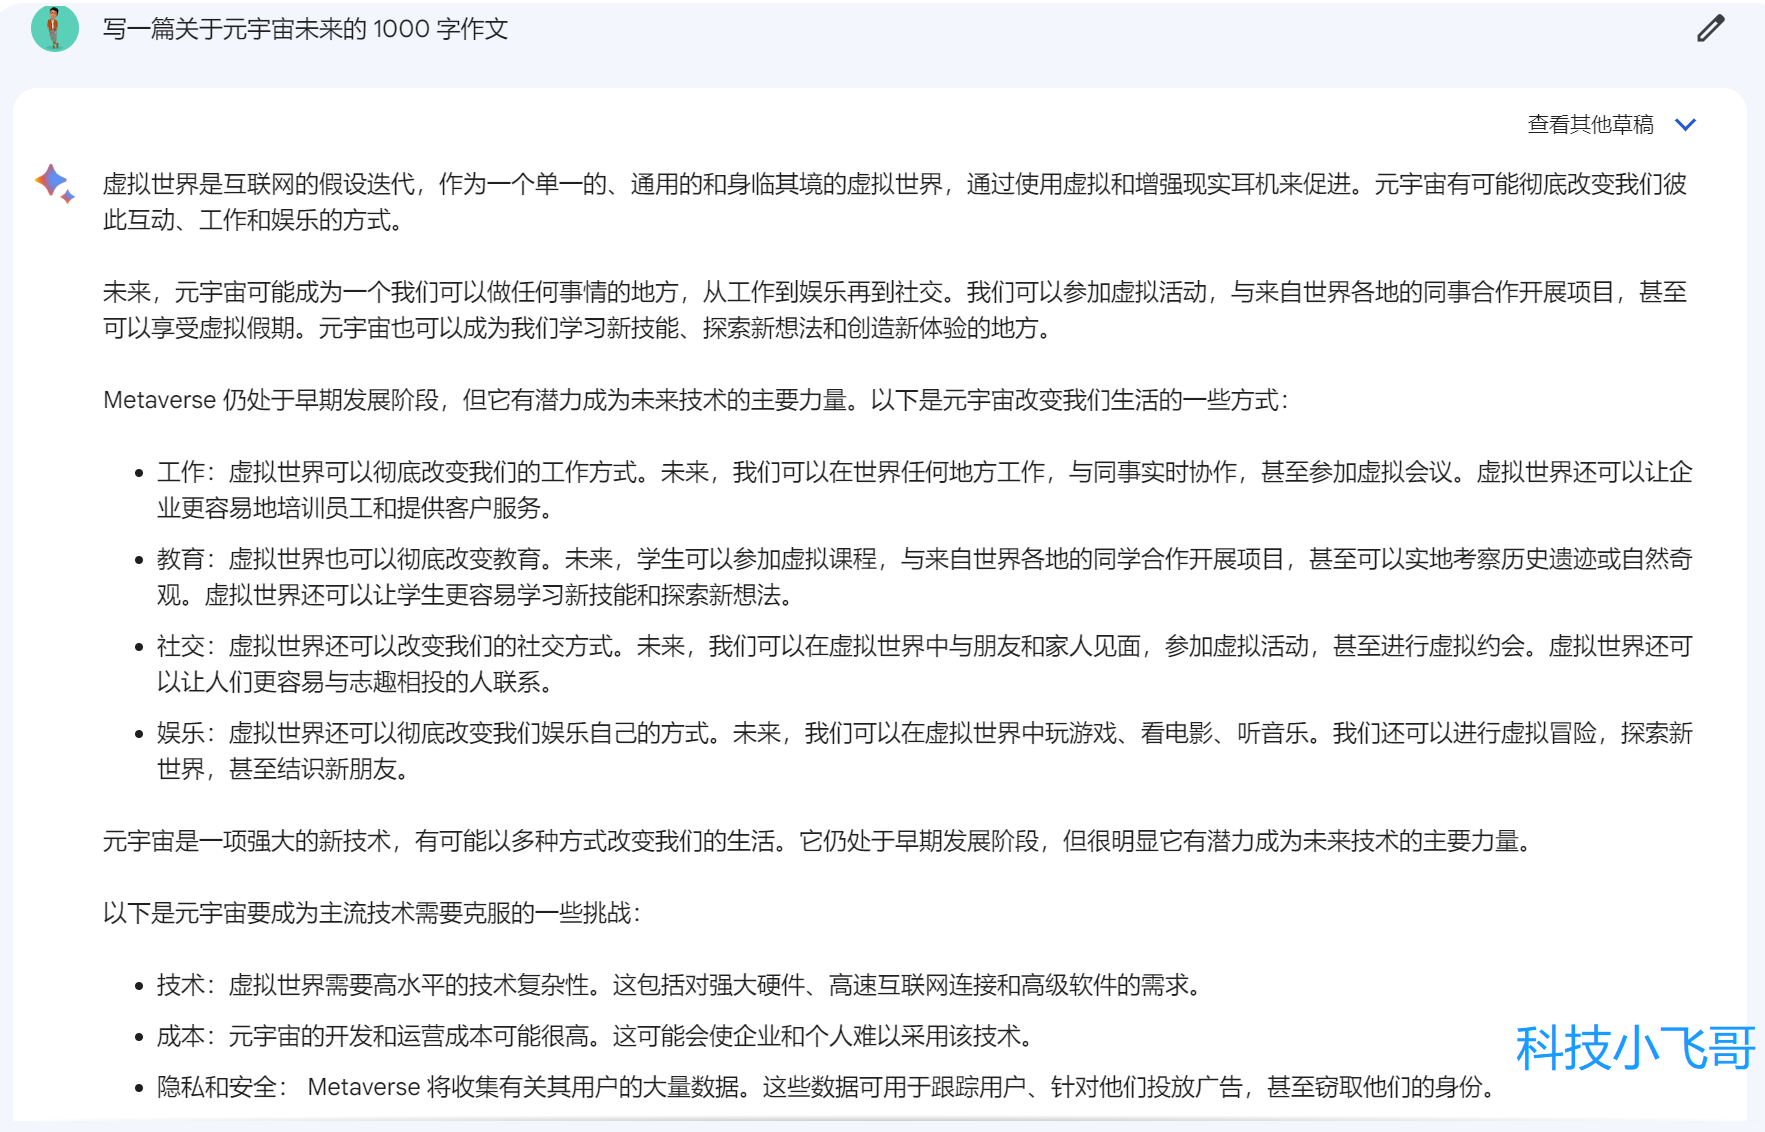 写一篇关于元宇宙未来的 1000 字作文
查看其他草稿
虚拟世界是互联网的假设迭代，作为一个单一的、通用的和身临其境的虚拟世界，通过使用虚拟和增强现实耳机来促进。元宇宙有可能彻底改变我们彼
此互动、工作和娱乐的方式。
未来，元宇宙可能成为一个我们可以做任何事情的地方，从工作到娱乐再到社交。我们可以参加虚拟活动，与来自世界各地的同事合作开展项目，甚至
可以享受虚拟假期。元宇宙也可以成为我们学习新技能、探索新想法和创造新体验的地方。
Metaverse 仍处于早期发展阶段，但它有潜力成为未来技术的主要力量。以下是元宇宙改变我们生活的一些方式：
• 工作：虚拟世界可以彻底改变我们的工作方式。未来，我们可以在世界任何地方工作，与同事实时协作，甚至参加虚拟会议。虚拟世界还可以让企
业更容易地培训员工和提供客户服务。
• 教育：虚拟世界也可以彻底改变教育。未来，学生可以参加虚拟课程，与来自世界各地的同学合作开展项目，甚至可以实地考察历史遗迹或自然奇
观。虚拟世界还可以让学生更容易学习新技能和探索新想法。
• 社交：虚拟世界还可以改变我们的社交方式。未来，我们可以在虚拟世界中与朋友和家人见面，参加虚拟活动，甚至进行虚拟约会。虚拟世界还可
以让人们更容易与志趣相投的人联系。
• 娱乐：虚拟世界还可以彻底改变我们娱乐自己的方式。未来，我们可以在虚拟世界中玩游戏、看电影、听音乐。我们还可以进行虚拟冒险，探索新
世界，甚至结识新朋友。
元宇宙是一项强大的新技术，有可能以多种方式改变我们的生活。它仍处于早期发展阶段，但很明显它有潜力成为未来技术的主要力量。
以下是元宇宙要成为主流技术需要克服的一些挑战：
• 技术：虚拟世界需要高水平的技术复杂性。这包括对强大硬件、高速互联网连接和高级软件的需求。
• 成本：元宇宙的开发和运营成本可能很高。这可能会使企业和个人难以采用该技术。
• 隐私和安全： Metaverse 将收集有关其用户的大量数据。这些数据可用于跟踪用户、针对他们投放广告，甚至窃取他们的身份。
科技小飞哥